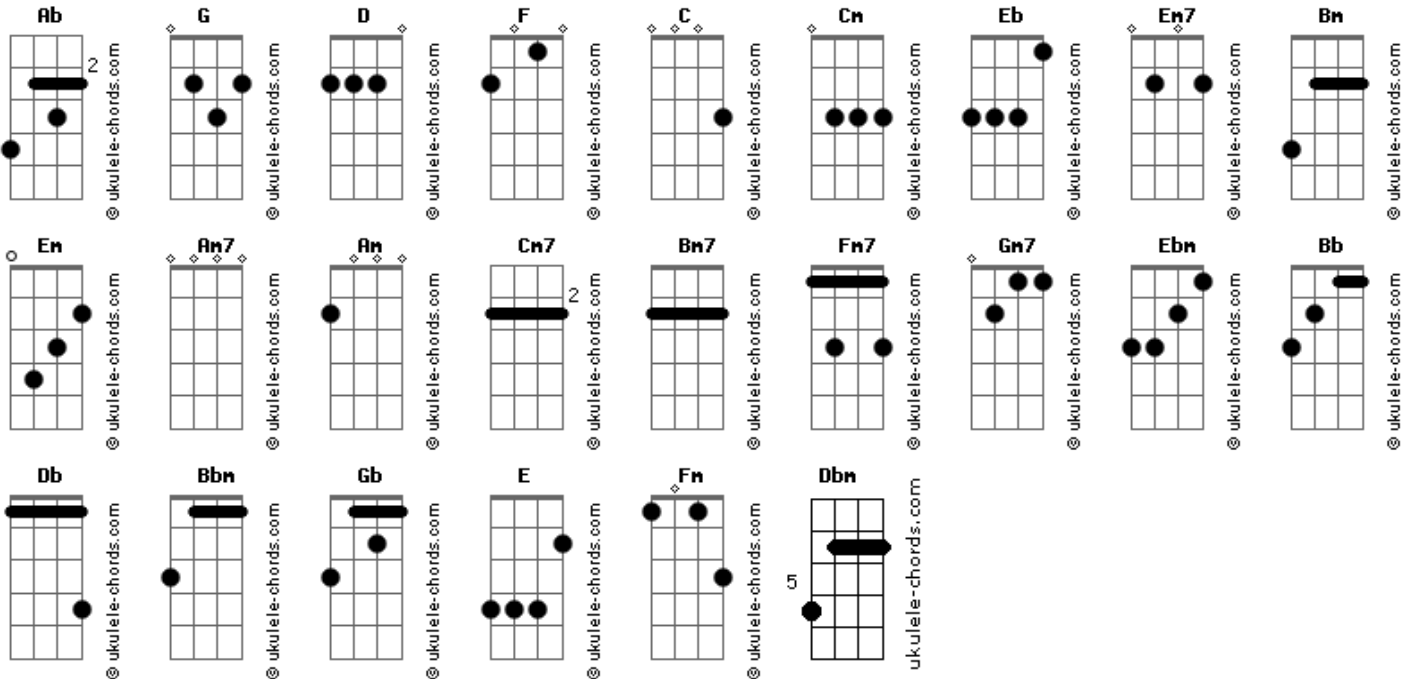 Ab G D F C Cm Eb Em7 Bm
2
© ukulele-chords.com © ukulele-chords.com © ukulele-chords.com © ukulele-chords.com © ukulele-chords.com © ukulele-chords.com © ukulele-chords.com © ukulele-chords.com © ukulele-chords.com
Em Am7 Am Cm7 Bm7 Fm7 Gm7 Ebm Bb
2
© ukulele-chords.com © ukulele-chords.com © ukulele-chords.com © ukulele-chords.com © ukulele-chords.com © ukulele-chords.com © ukulele-chords.com © ukulele-chords.com © ukulele-chords.com
Db Bbm Gb E Fm Dbm
5
© ukulele-chords.com © ukulele-chords.com © ukulele-chords.com © ukulele-chords.com © ukulele-chords.com ukulele-chords.com